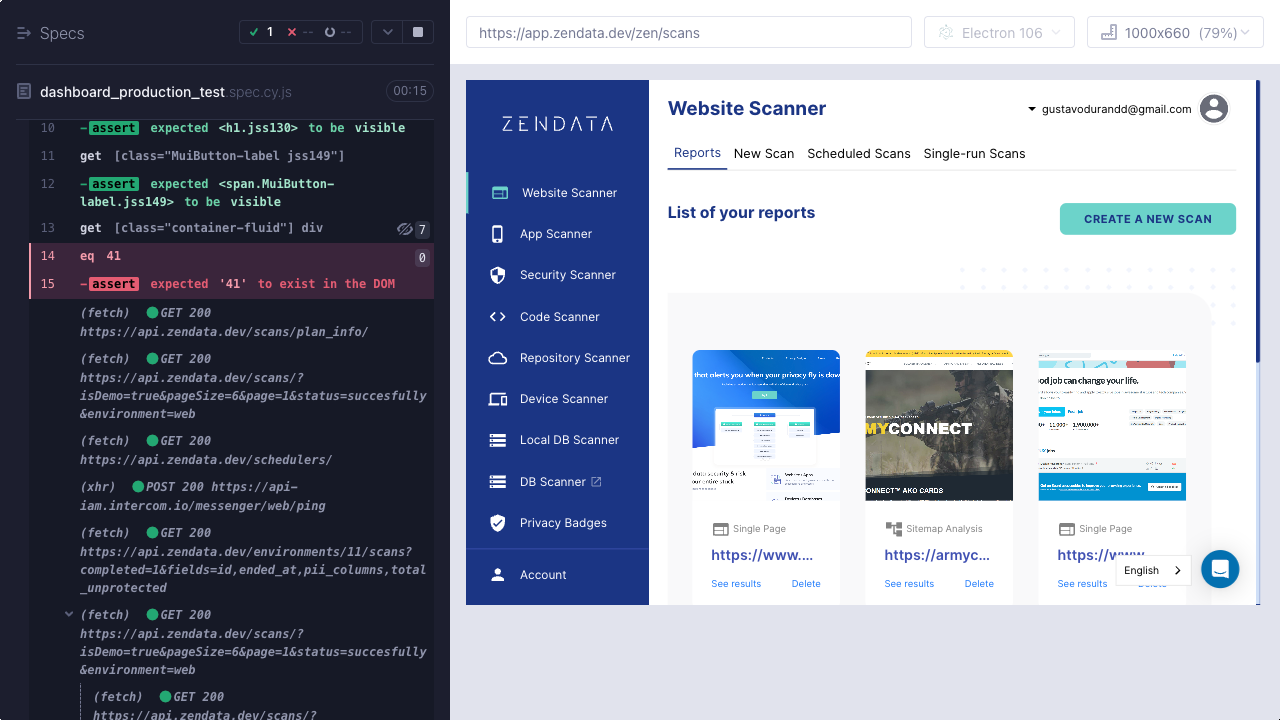 Specs
1
--
--
https://app.zendata.dev/zen/scans
Electron 106
1000x660 (79%)
dashboard_production_test.spec.cy.js
00:15
10 -assert expected <h1.jss130> to be visible
11 get [class="MuiButton-label jss149"]
12 -assert expected <span.MuiButton-
label.jss149> to be visible
13 get [class="container-fluid"] div 7
14 eq 41 0
15 -assert expected '41' to exist in the DOM
(fetch) GET 200
https://api.zendata.dev/scans/plan_info/
(fetch) GET 200
https://api.zendata.dev/scans/?
isDemo=true&pageSize=6&page=1&status=succesfully
&environment=web
(fetch) GET 200
https://api.zendata.dev/schedulers/
(xhr) POST 200 https://api-
iam.intercom.io/messenger/web/ping
(fetch) GET 200
https://api.zendata.dev/environments/11/scans?
completed=1&fields=id,ended_at,pii_columns,total
_unprotected
(fetch) GET 200
https://api.zendata.dev/scans/?
isDemo=true&pageSize=6&page=1&status=succesfully
&environment=web
(fetch) GET 200
https://api.zendata.dev/scans/?
ZENDATA
Website Scanner
App Scanner
Security Scanner
Code Scanner
Repository Scanner
Device Scanner
Local DB Scanner
DB Scanner
Privacy Badges
Account
Website Scanner
gustavodurandd@gmail.com
Reports New Scan Scheduled Scans Single-run Scans
List of your reports
CREATE A NEW SCAN
that alerts you when your privacy fly is dow
MYCONNECT
CONNECT™ AKO CARDS
ood job can change your life.
Single Page
https://www....
See results Delete
Sitemap Analysis
https://armyc...
See results Delete
Single Page
https://www
See results Delete
English